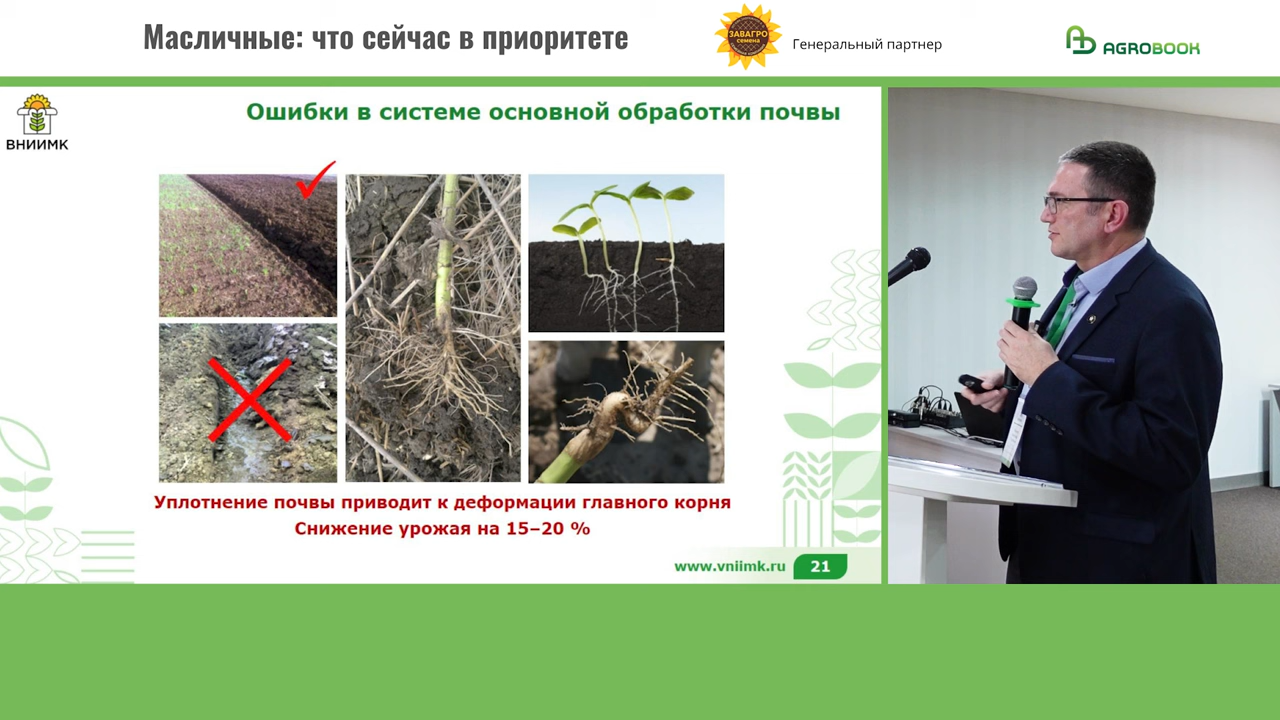 Масличные: что сейчас в приоритете
ЗАВАГРО
семена
Генеральный партнер
AGROBOOK
ВНИИМК
Ошибки в системе основной обработки почвы
Уплотнение почвы приводит к деформации главного корня
Снижение урожая на 15–20 %
www.vniimk.ru
21